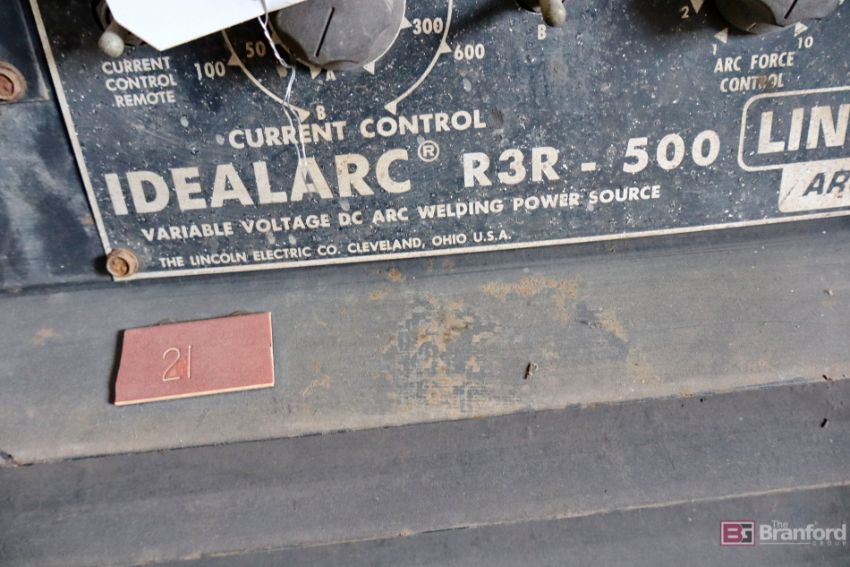 300
2
50
600
B
1
10
CURRENT
CONTROL
REMOTE
100
A
ARC FORCE
CONTROL
B
CURRENT CONTROL
IDEALARC® R3R - 500
LIN
AR
VARIABLE VOLTAGE DC ARC WELDING POWER SOURCE
THE LINCOLN ELECTRIC CO. CLEVELAND, OHIO U.S.A.
21
BG The Branford GROUP